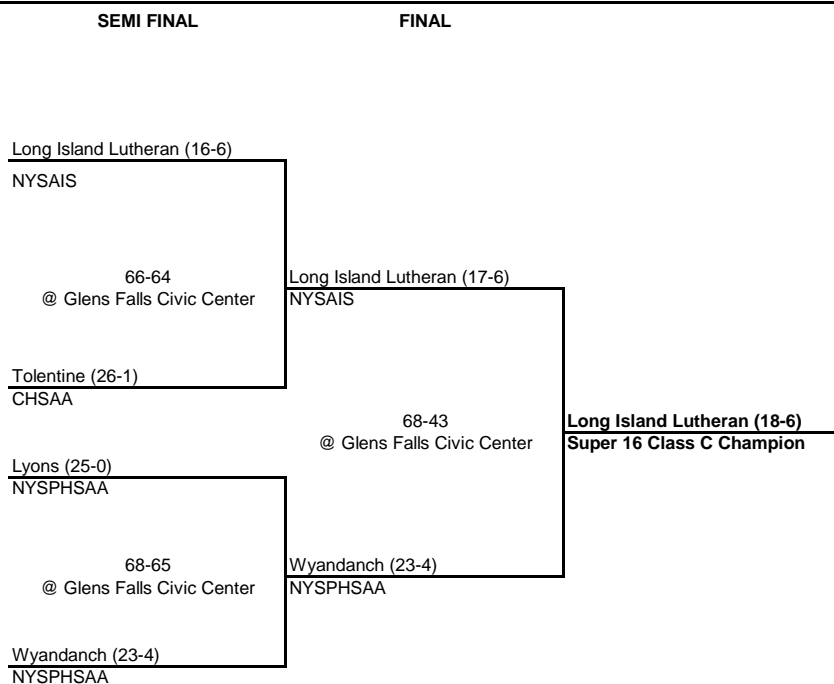 SEMI FINAL
FINAL
Long Island Lutheran (16-6)
NYSAIS
66-64
@ Glens Falls Civic Center
Long Island Lutheran (17-6)
NYSAIS
Tolentine (26-1)
CHSAA
68-43
@ Glens Falls Civic Center
Long Island Lutheran (18-6)
Super 16 Class C Champion
Lyons (25-0)
NYSPHSAA
68-65
@ Glens Falls Civic Center
Wyandanch (23-4)
NYSPHSAA
Wyandanch (23-4)
NYSPHSAA